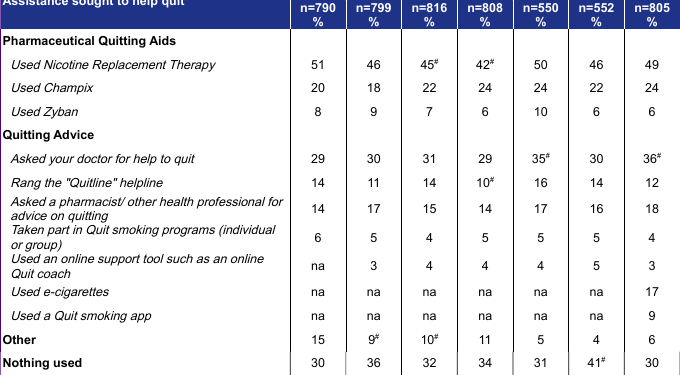 Assistance sought to help quit n=790 n=799 n=816 n=808 n=550 n=552 n=805
% % % % % % %
Pharmaceutical Quitting Aids
Used Nicotine Replacement Therapy 51 46 45# 42# 50 46 49
Used Champix 20 18 22 24 24 22 24
Used Zyban 8 9 7 6 10 6 6
Quitting Advice
Asked your doctor for help to quit 29 30 31 29 35# 30 36#
Rang the "Quitline" helpline 14 11 14 10# 16 14 12
Asked a pharmacist/ other health professional for
advice on quitting 14 17 15 14 17 16 18
Taken part in Quit smoking programs (individual
or group) 6 5 4 5 5 5 4
Used an online support tool such as an online
Quit coach na 3 4 4 4 5 3
Used e-cigarettes na na na na na na 17
Used a Quit smoking app na na na na na na 9
Other 15 9# 10# 11 5 4 6
Nothing used 30 36 32 34 31 41# 30